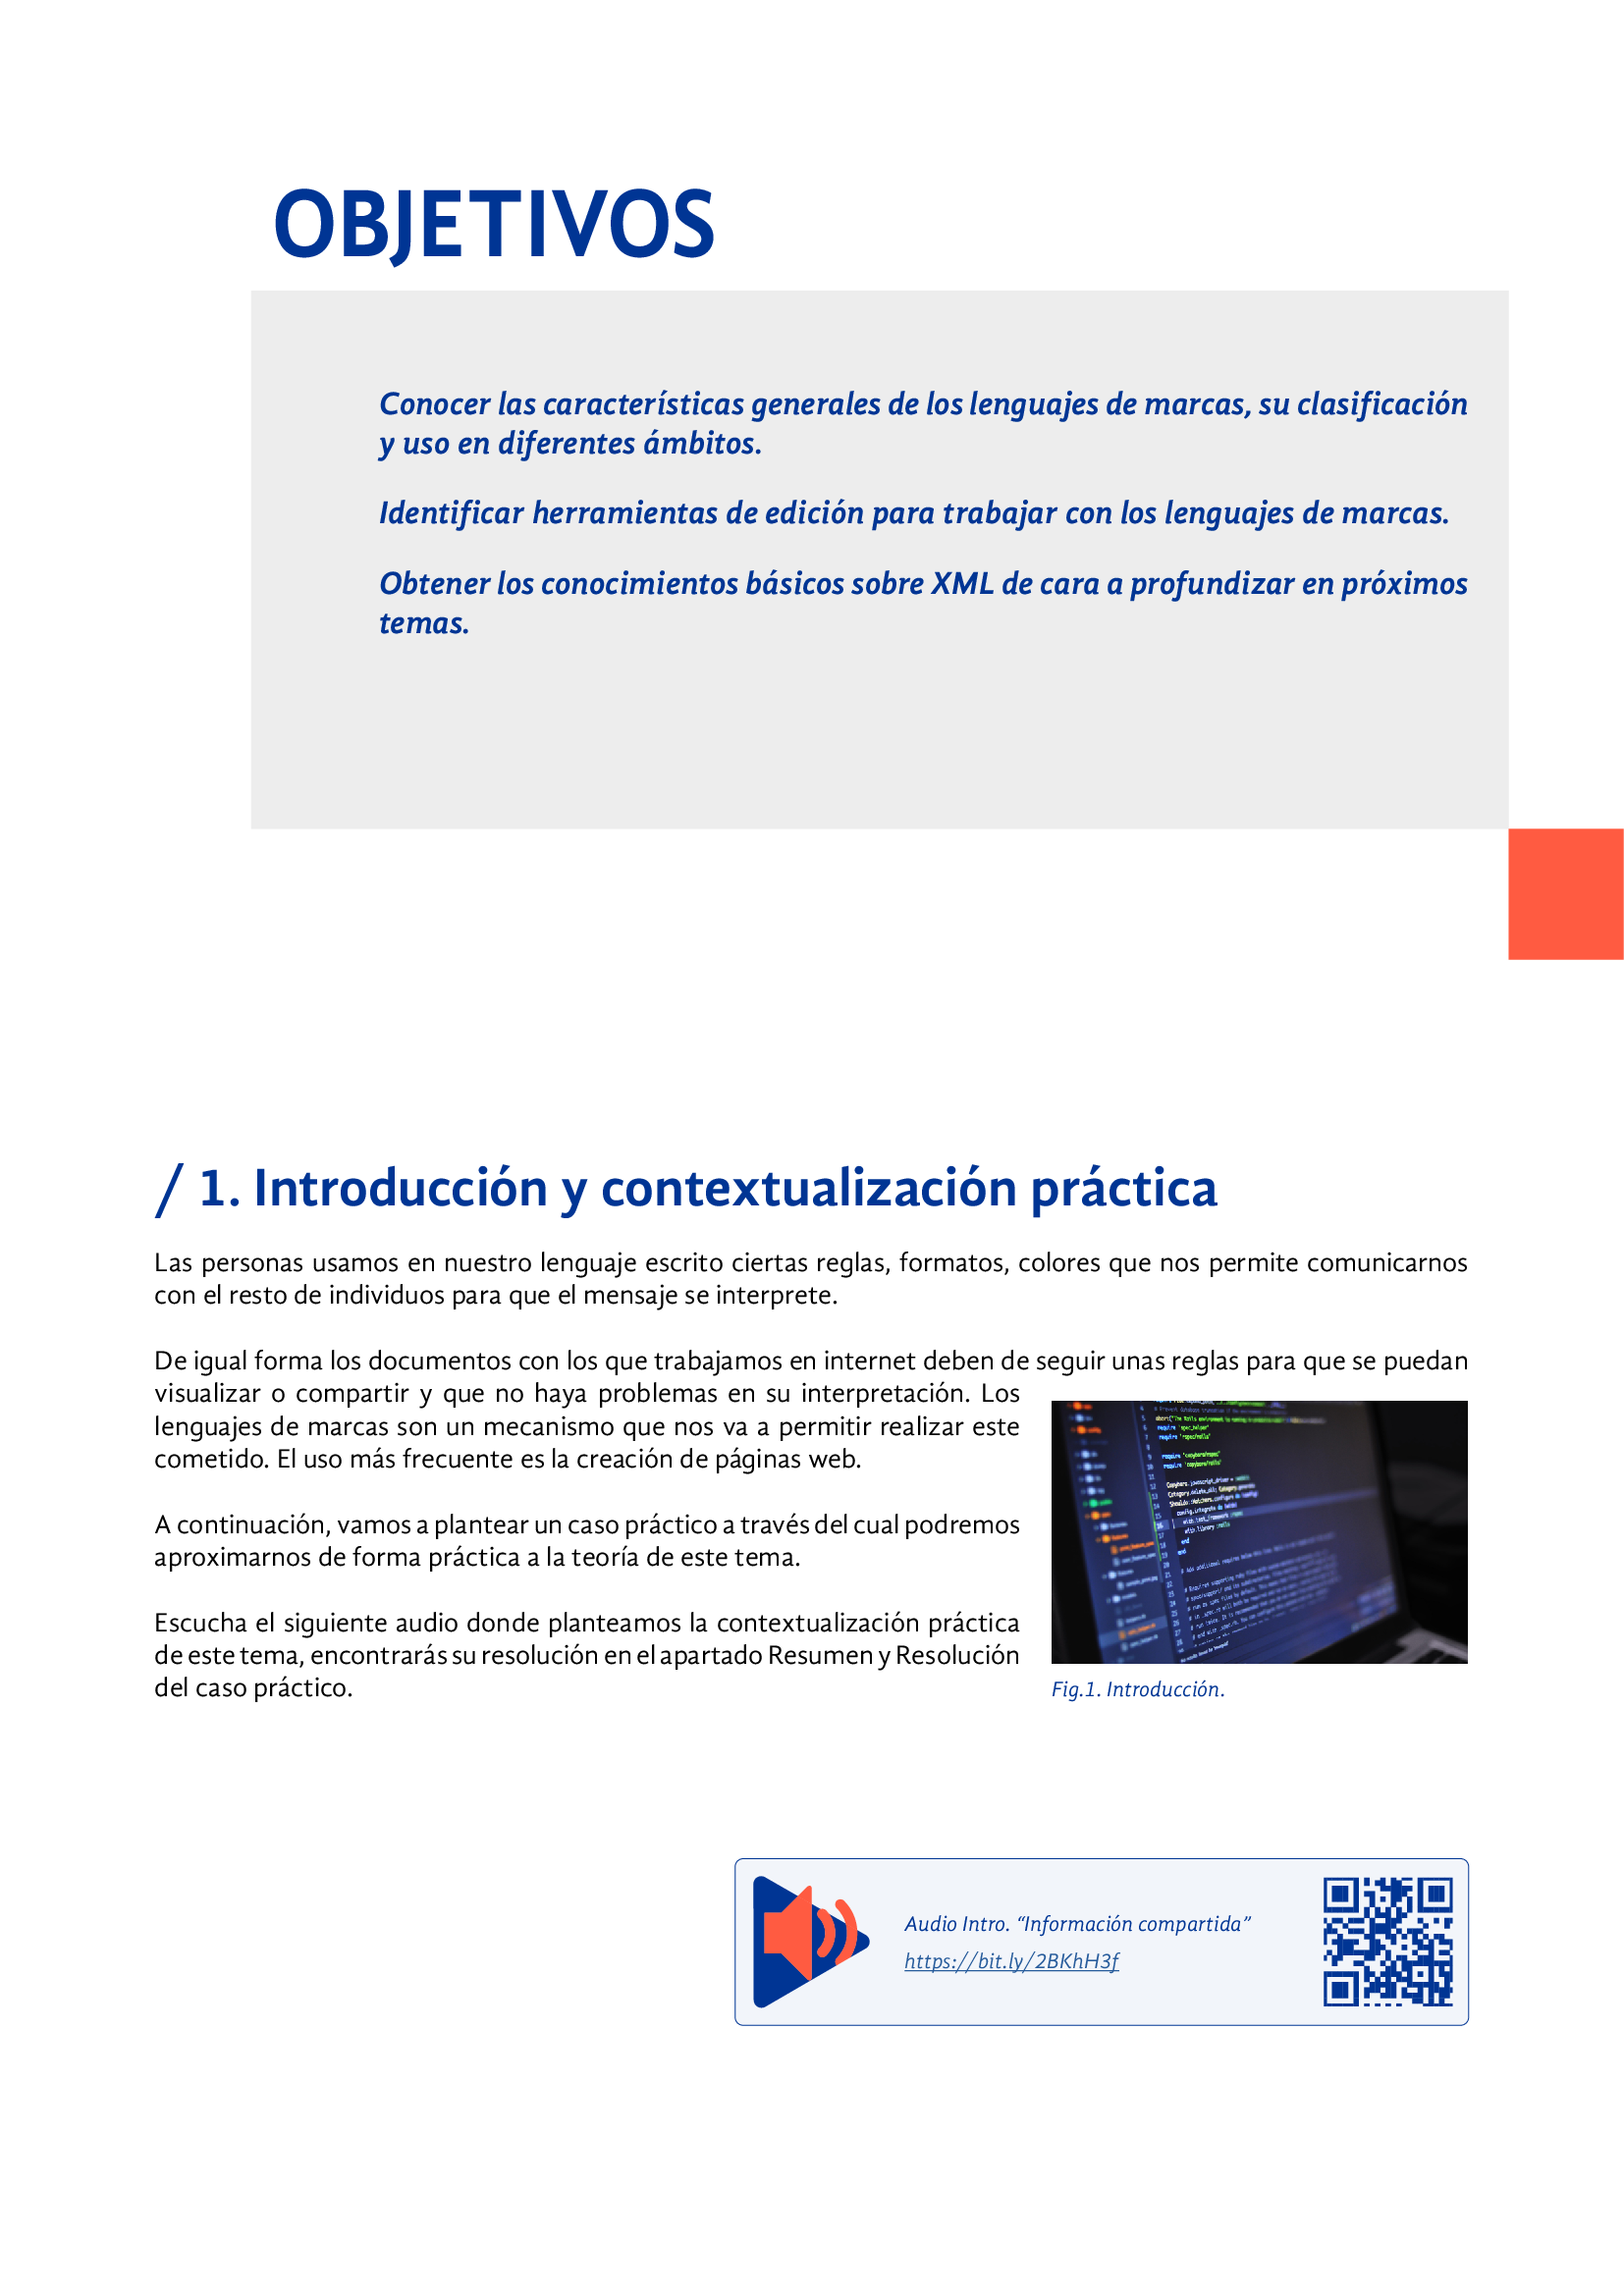 OBJETIVOS
Conocer las características generales de los lenguajes de marcas, su clasificación
y uso en diferentes ámbitos.
Identificar herramientas de edición para trabajar con los lenguajes de marcas.
Obtener los conocimientos básicos sobre XML de cara a profundizar en próximos
temas.
/ 1. Introducción y contextualización práctica
Las personas usamos en nuestro lenguaje escrito ciertas reglas, formatos, colores que nos permite comunicarnos
con el resto de individuos para que el mensaje se interprete.
De igual forma los documentos con los que trabajamos en internet deben de seguir unas reglas para que se puedan
visualizar o compartir y que no haya problemas en su interpretación. Los
lenguajes de marcas son un mecanismo que nos va a permitir realizar este
cometido. El uso más frecuente es la creación de páginas web.
A continuación, vamos a plantear un caso práctico a través del cual podremos
aproximarnos de forma práctica a la teoría de este tema.
Escucha el siguiente audio donde planteamos la contextualización práctica
de este tema, encontrarás su resolución en el apartado Resumen y Resolución
del caso práctico.
Fig.1. Introducción.
Audio Intro. “Información compartida”
https://bit.ly/2BKhH3f